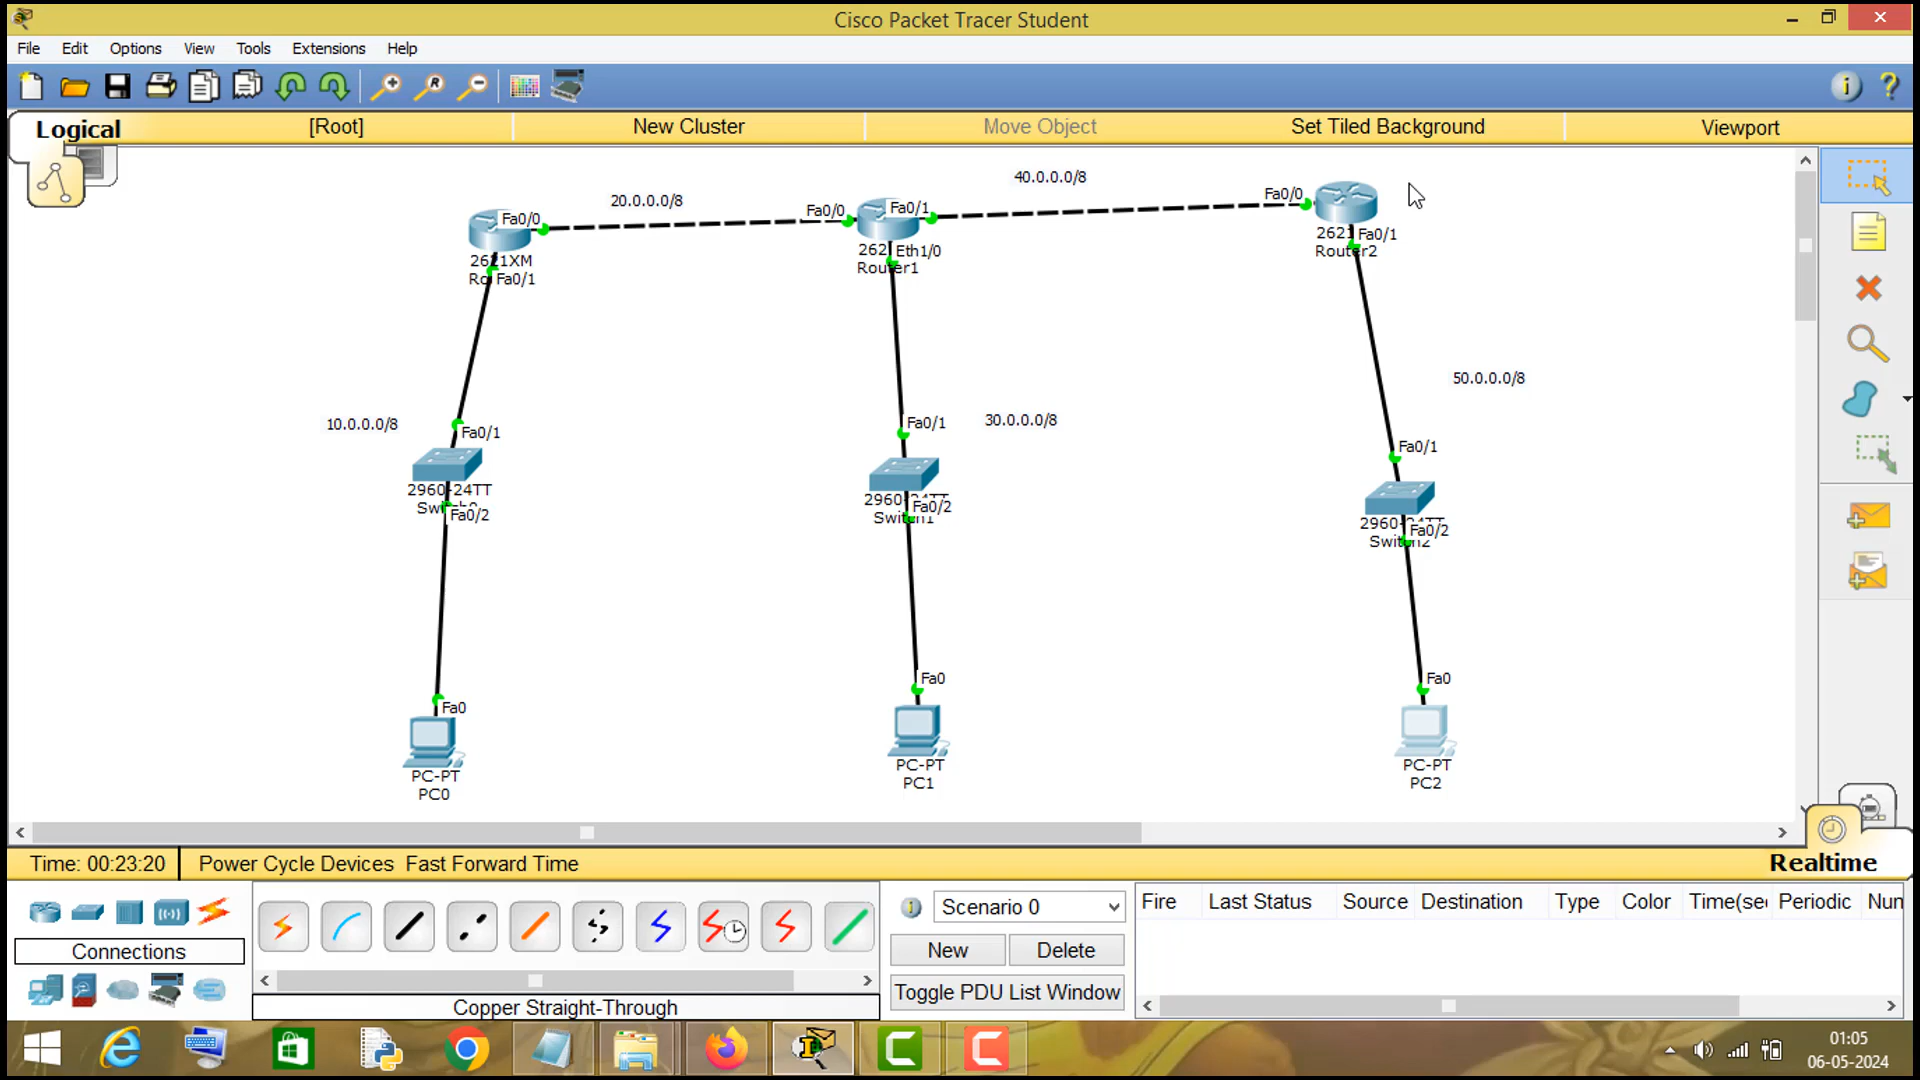 Cisco Packet Tracer Student
File Edit Options View Tools Extensions Help
Logical [Root] New Cluster Move Object Set Tiled Background Viewport
40.0.0.0/8
20.0.0.0/8
Fa0/0 Fa0/0 Fa0/1 Fa0/0
2621XM
Fa0/1
Eth1/0
Router1
Fa0/1
Router2
50.0.0.0/8
10.0.0.0/8
Fa0/1
2960-24TT
Fa0/2
Fa0/1
30.0.0.0/8
Fa0/2
Fa0/1
Fa0/2
Fa0
PC-PT
PC0
Fa0
PC-PT
PC1
Fa0
PC-PT
PC2
Time: 00:23:20 Power Cycle Devices Fast Forward Time Realtime
Connections
Copper Straight-Through
Scenario 0
New Delete
Toggle PDU List Window
Fire Last Status Source Destination Type Color Time(sec Periodic Num
01:05
06-05-2024